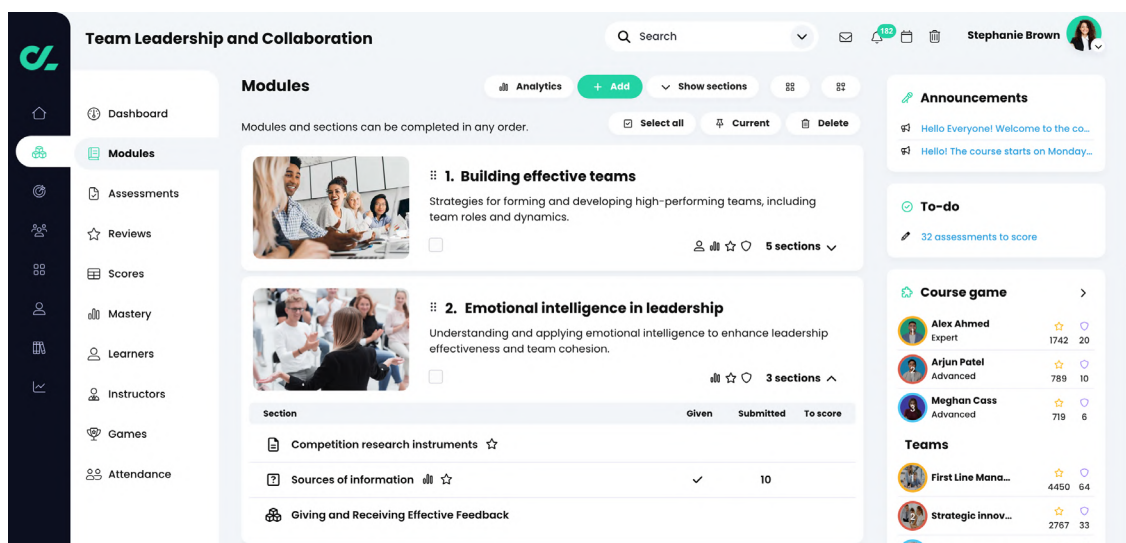 Team Leadership and Collaboration
Search
182
Stephanie Brown
Dashboard
Modules
Assessments
Reviews
Scores
Mastery
Learners
Instructors
Games
Attendance
Modules
Analytics
+ Add
Show sections
Modules and sections can be completed in any order.
Select all
Current
Delete
1. Building effective teams
Strategies for forming and developing high-performing teams, including
team roles and dynamics.
5 sections
2. Emotional intelligence in leadership
Understanding and applying emotional intelligence to enhance leadership
effectiveness and team cohesion.
3 sections
Section Given Submitted To score
Competition research instruments
Sources of information 10
Giving and Receiving Effective Feedback
Announcements
Hello Everyone! Welcome to the co...
Hello! The course starts on Monday...
To-do
32 assessments to score
Course game
Alex Ahmed
Expert 1742 20
Arjun Patel
Advanced 789 10
Meghan Cass
Advanced 719 6
Teams
First Line Mana...
4450 64
Strategic innov...
2767 33